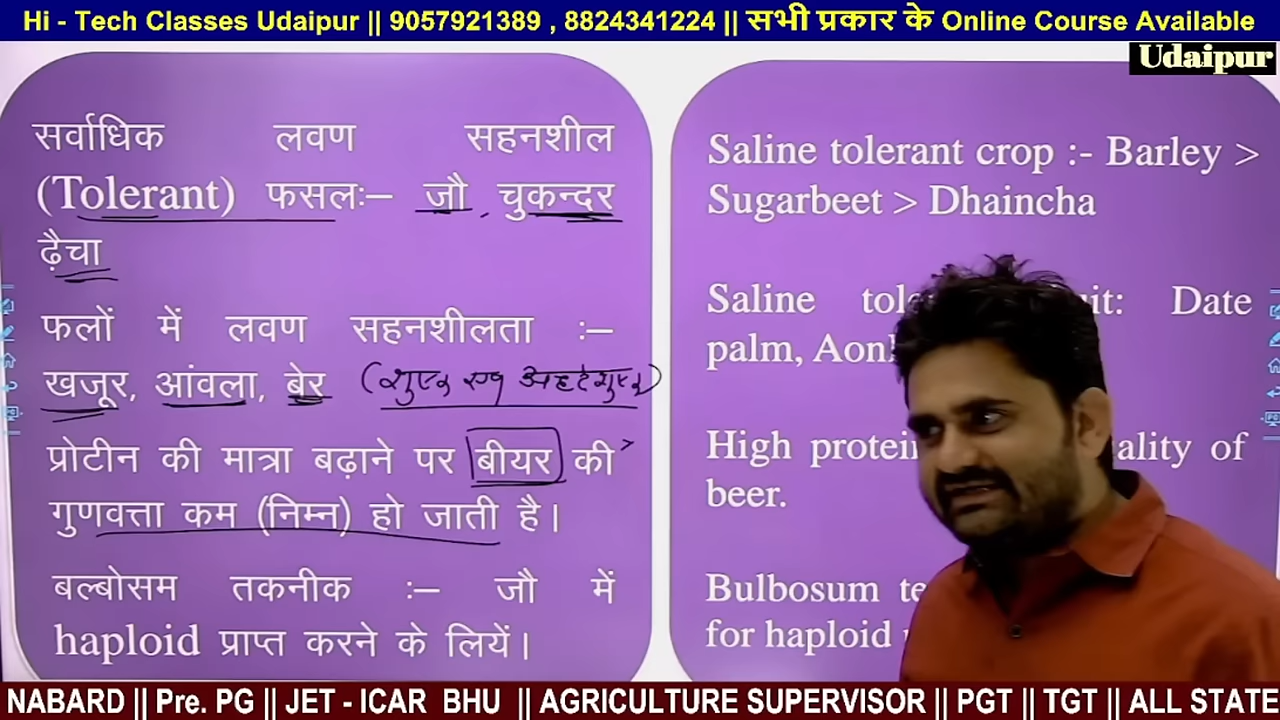 Hi - Tech Classes Udaipur || 9057921389 , 8824341224 || सभी प्रकार के Online Course Available
Udaipur
सर्वाधिक लवण सहनशील
(Tolerant) फसलः– जौ, चुकन्दर
ढ़ैचा
फलों में लवण सहनशीलता :–
खजूर, आंवला, बेर
प्रोटीन की मात्रा बढ़ाने पर बीयर की
गुणवत्ता कम (निम्न) हो जाती है।
बल्बोसम तकनीक :– जौ में
haploid प्राप्त करने के लियें।
Saline tolerant crop :- Barley >
Sugarbeet > Dhaincha
Saline Date
palm,
High ality of
beer.
Bulbosum
for haploid
NABARD || Pre. PG || JET - ICAR BHU || AGRICULTURE SUPERVISOR || PGT || TGT || ALL STATE